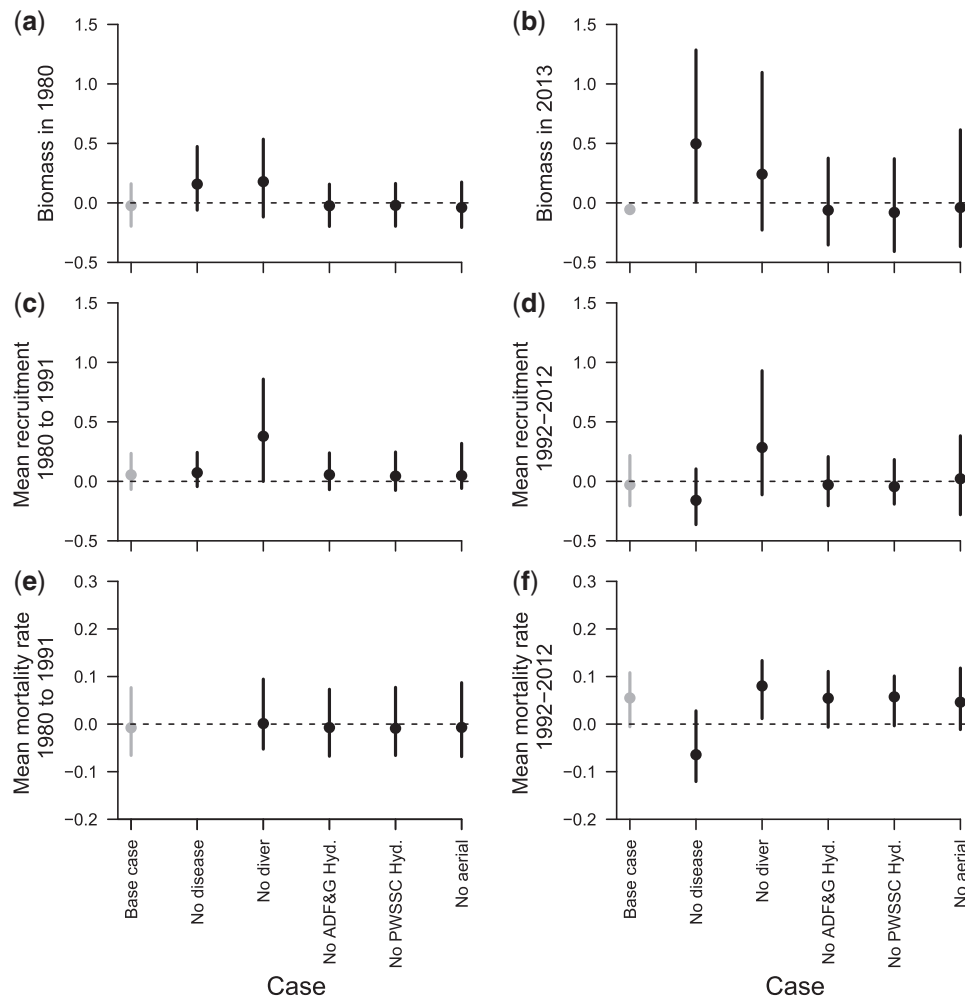 (a)
1.5
1.0
0.5
0.0
−0.5
Biomass in 1980
(b)
1.5
1.0
0.5
0.0
−0.5
Biomass in 2013
(c)
1.5
1.0
0.5
0.0
−0.5
Mean recruitment
1980 to 1991
(d)
1.5
1.0
0.5
0.0
−0.5
Mean recruitment
1992−2012
(e)
0.3
0.2
0.1
0.0
−0.1
−0.2
Mean mortality rate
1980 to 1991
(f)
0.3
0.2
0.1
0.0
−0.1
−0.2
Mean mortality rate
1992−2012
Base case
No disease
No diver
No ADF&G Hyd.
No PWSSC Hyd.
No aerial
Case
Base case
No disease
No diver
No ADF&G Hyd.
No PWSSC Hyd.
No aerial
Case